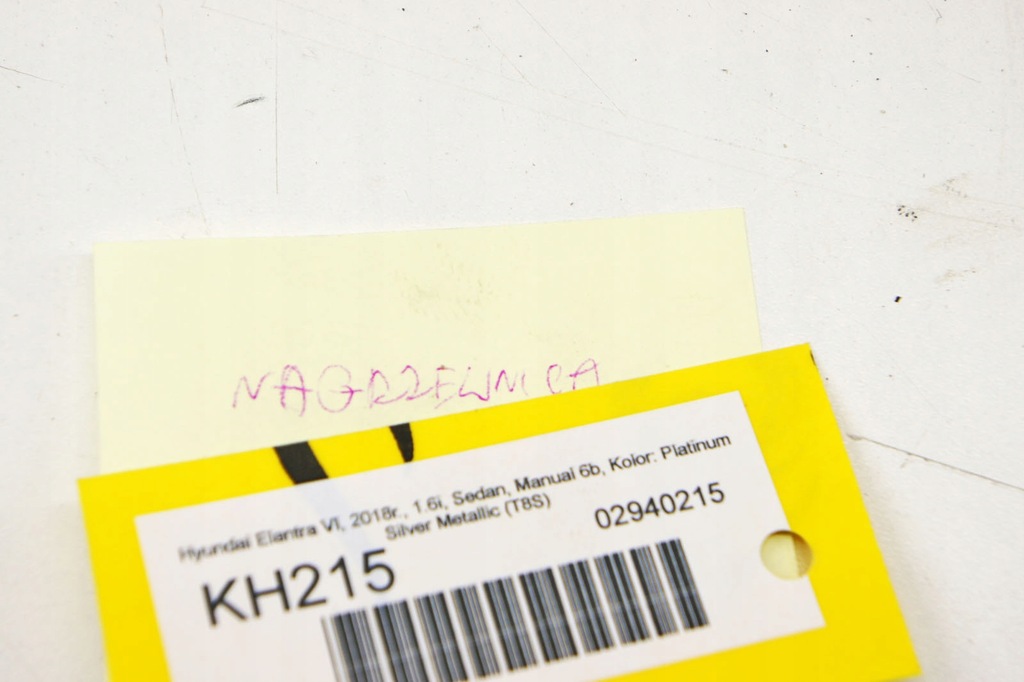 NAGRZEWNICA
Hyundai Elantra VI, 2018r., 1.6i, Sedan, Manual 6b, Kolor: Platinum
Silver Metallic (T8S)
KH215
02940215